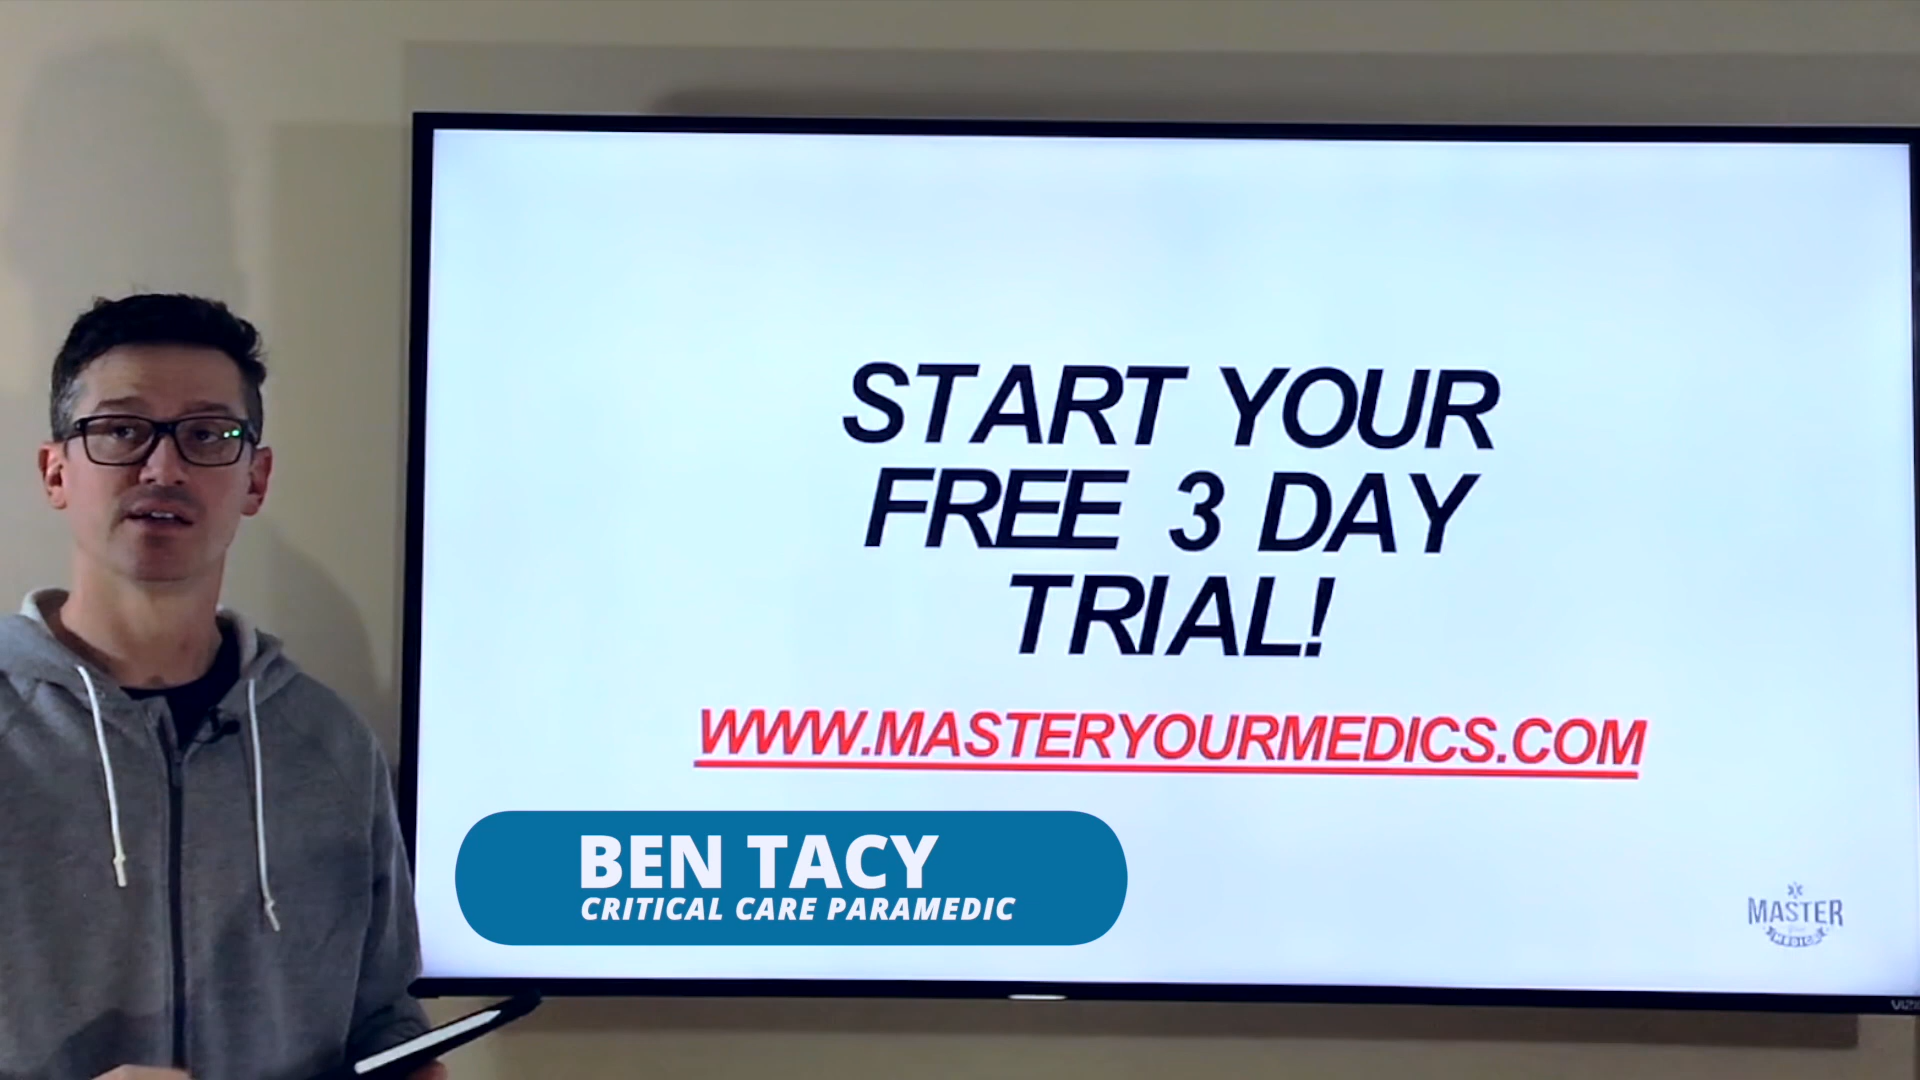 START YOUR
FREE 3 DAY
TRIAL!
WWW.MASTERYOURMEDICS.COM
BEN TACY
CRITICAL CARE PARAMEDIC
MASTER